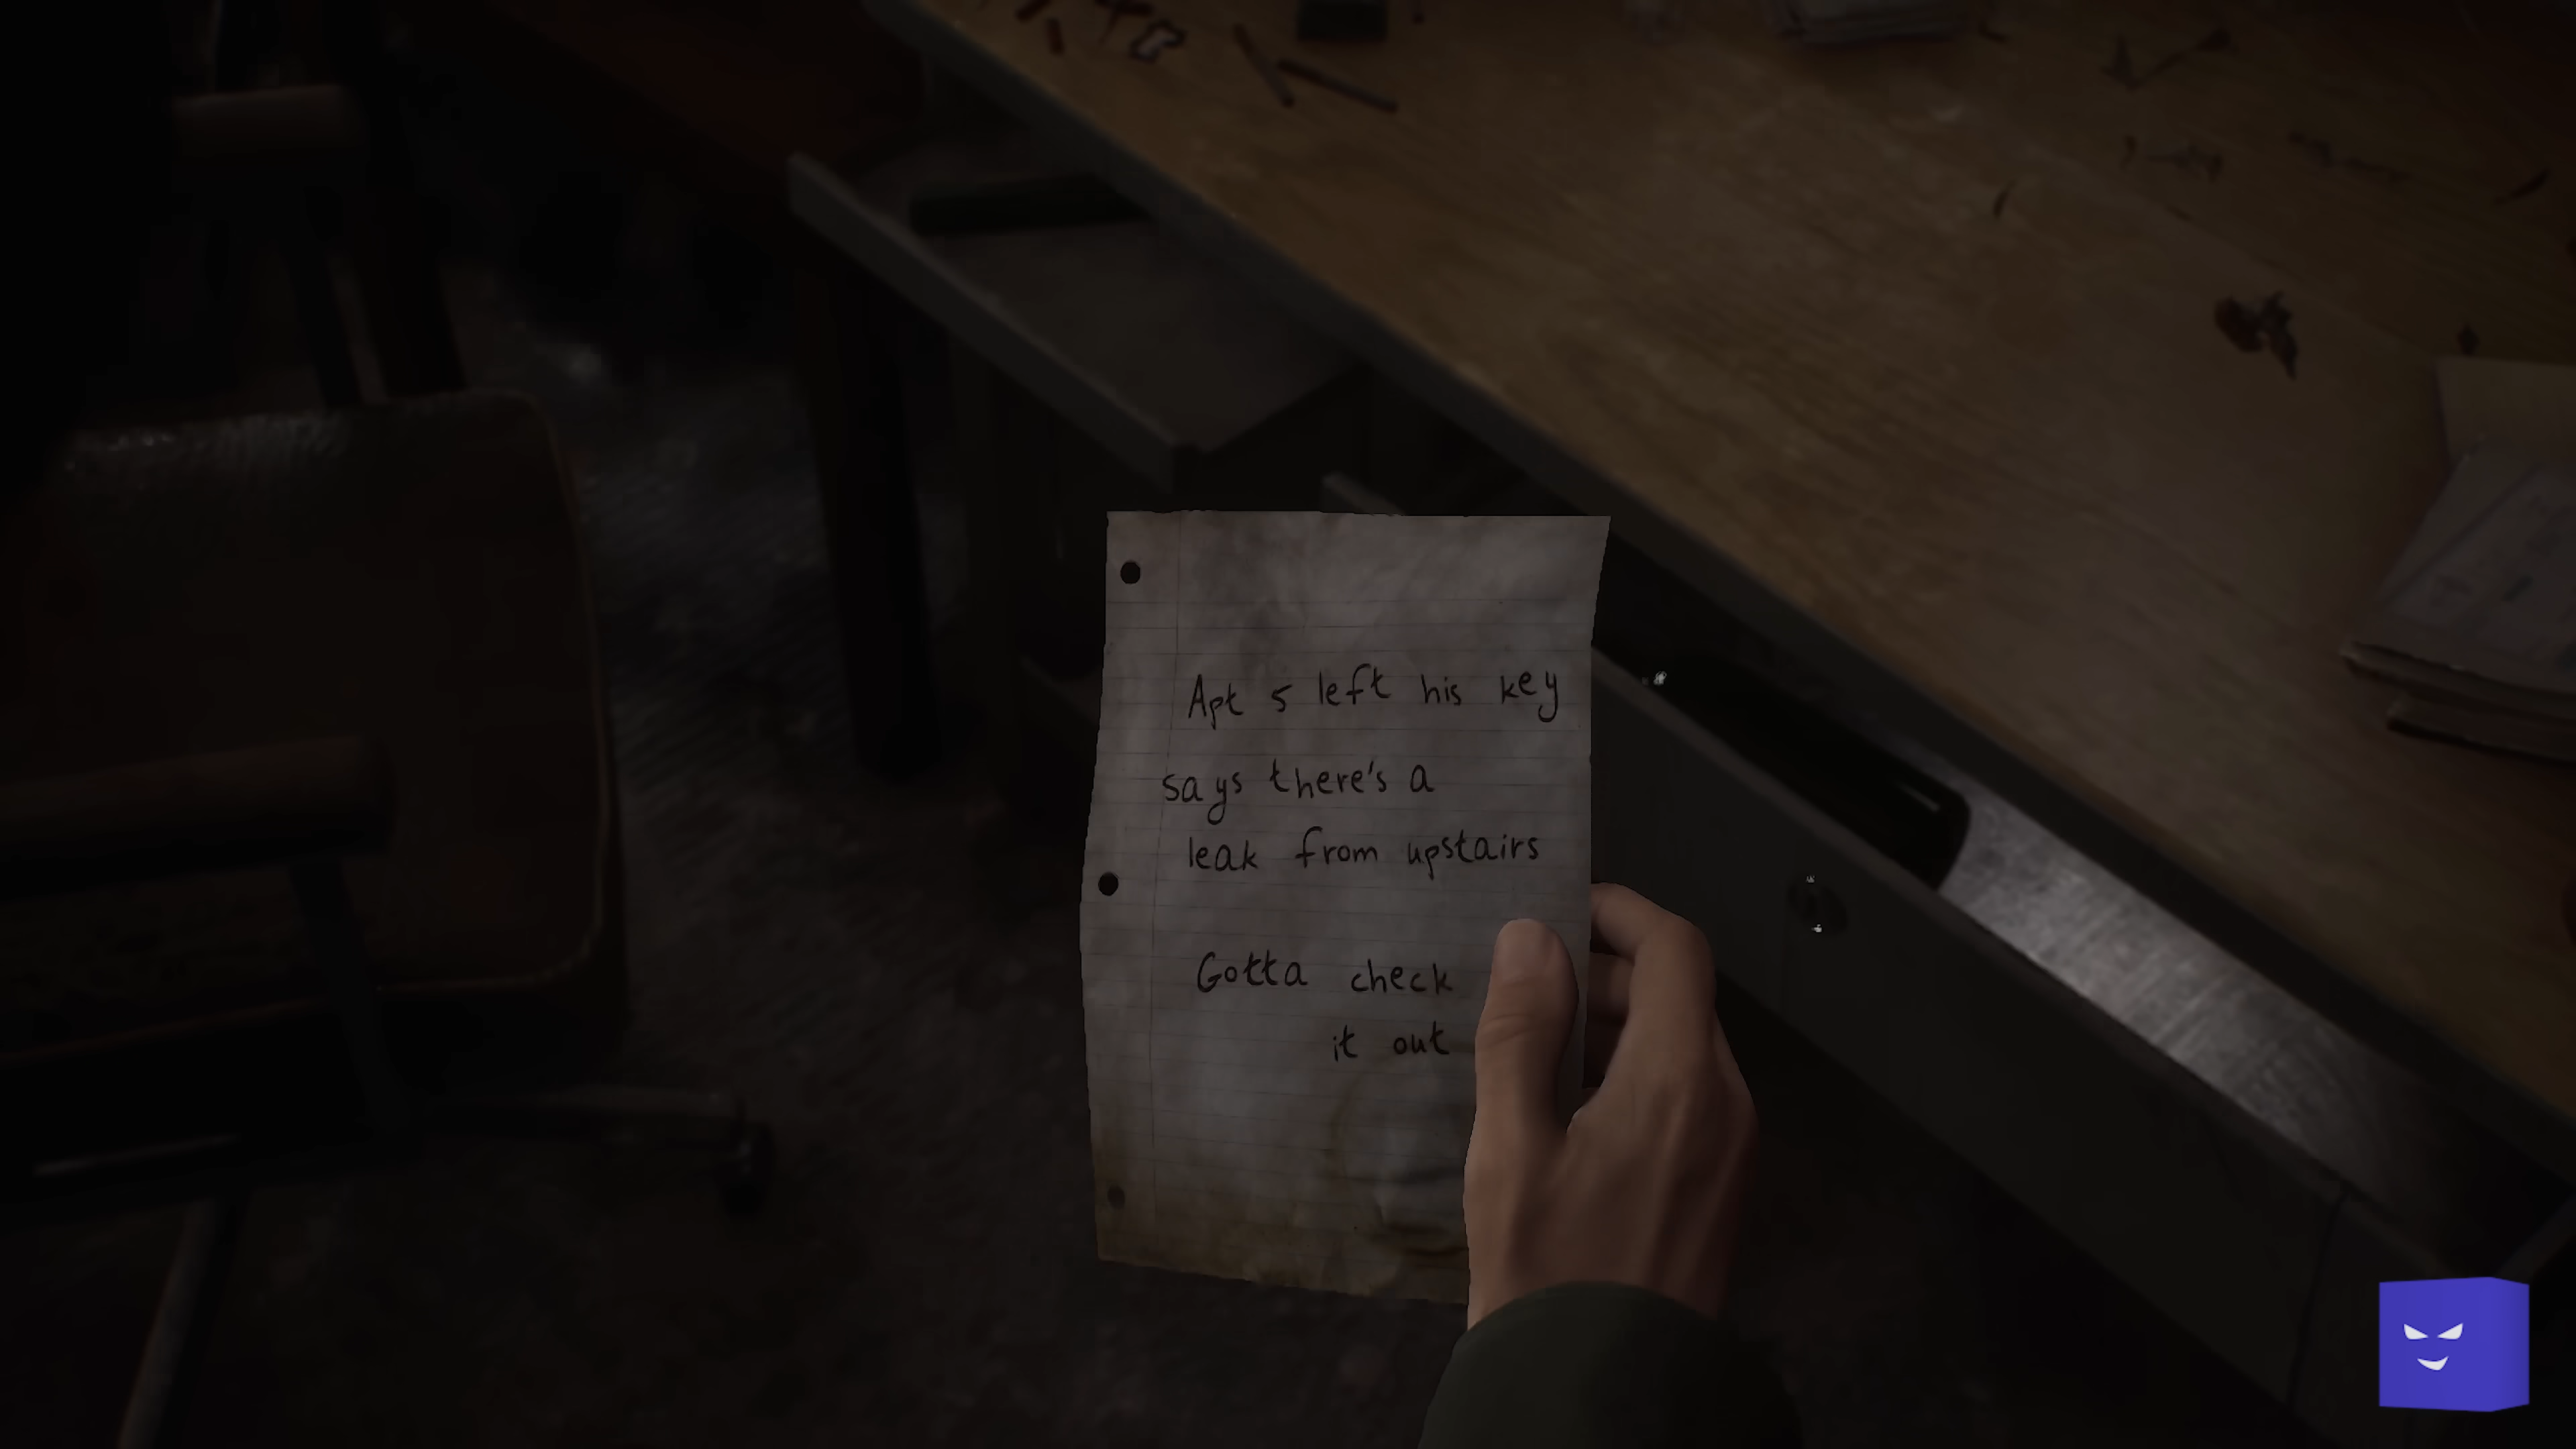 Apt 5 left his key
says there's a
leak from upstairs
Gotta check
it out